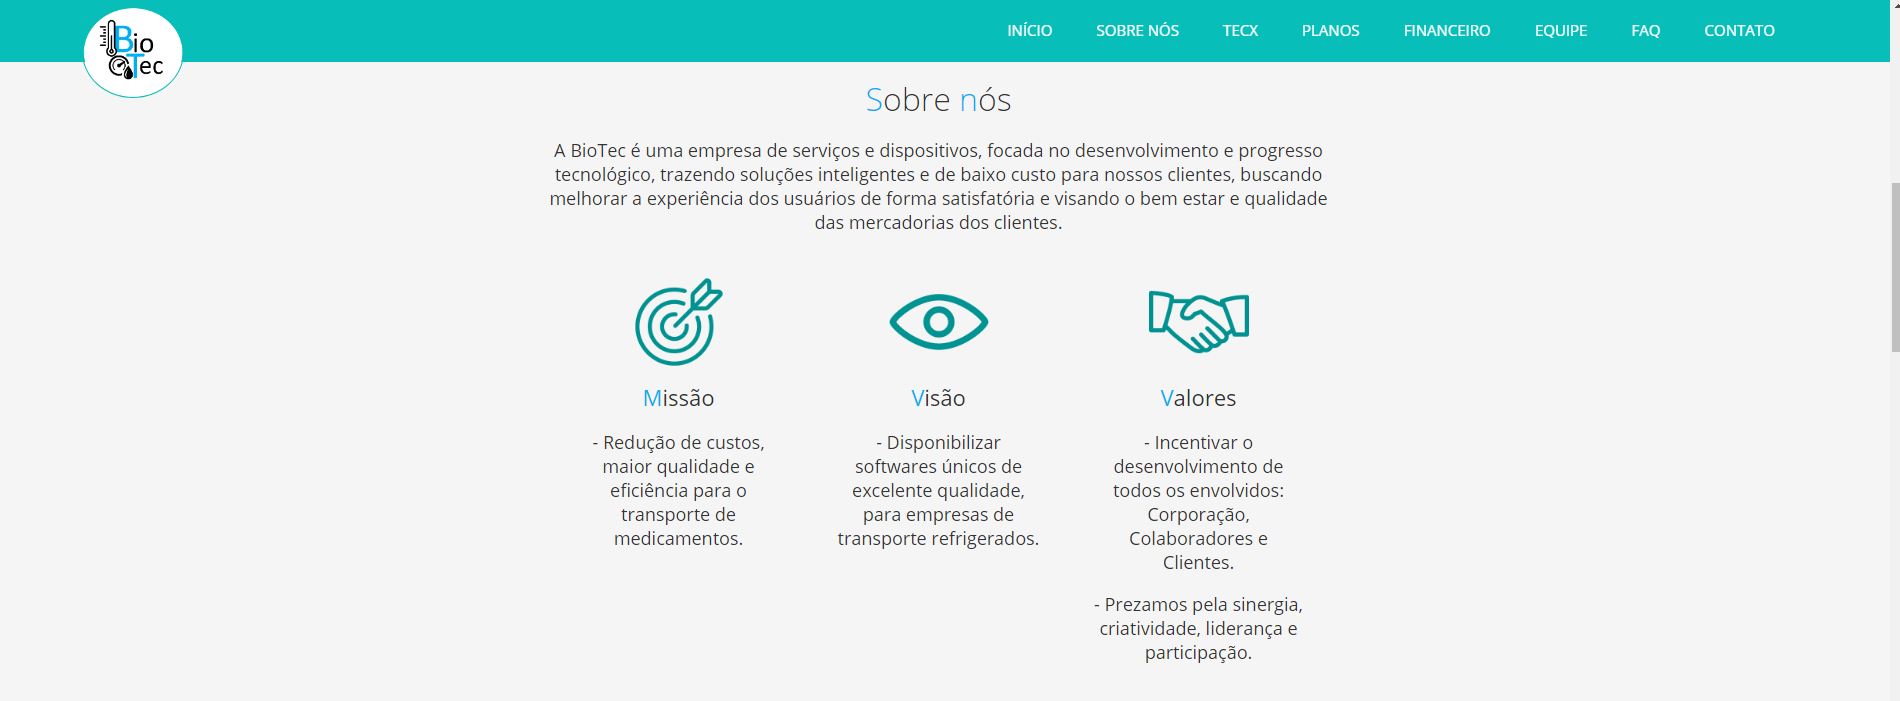 Bio
Tec
INÍCIO SOBRE NÓS TECX PLANOS FINANCEIRO EQUIPE FAQ CONTATO
Sobre nós
A BioTec é uma empresa de serviços e dispositivos, focada no desenvolvimento e progresso
tecnológico, trazendo soluções inteligentes e de baixo custo para nossos clientes, buscando
melhorar a experiência dos usuários de forma satisfatória e visando o bem estar e qualidade
das mercadorias dos clientes.
Missão
- Redução de custos,
maior qualidade e
eficiência para o
transporte de
medicamentos.
Visão
- Disponibilizar
softwares únicos de
excelente qualidade,
para empresas de
transporte refrigerados.
Valores
- Incentivar o
desenvolvimento de
todos os envolvidos:
Corporação,
Colaboradores e
Clientes.
- Prezamos pela sinergia,
criatividade, liderança e
participação.